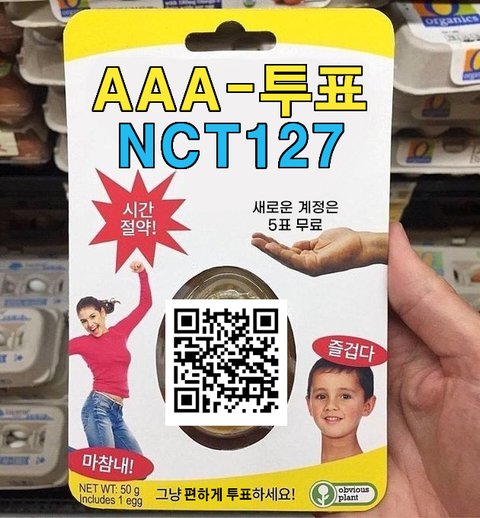 AAA-투표
NCT127
시간
절약!
새로운 계정은
5표 무료
즐겁다
마참내!
NET WT: 50 g
Includes 1 egg
그냥 편하게 투표하세요!
obvious
plant
O
ORGANICS
O